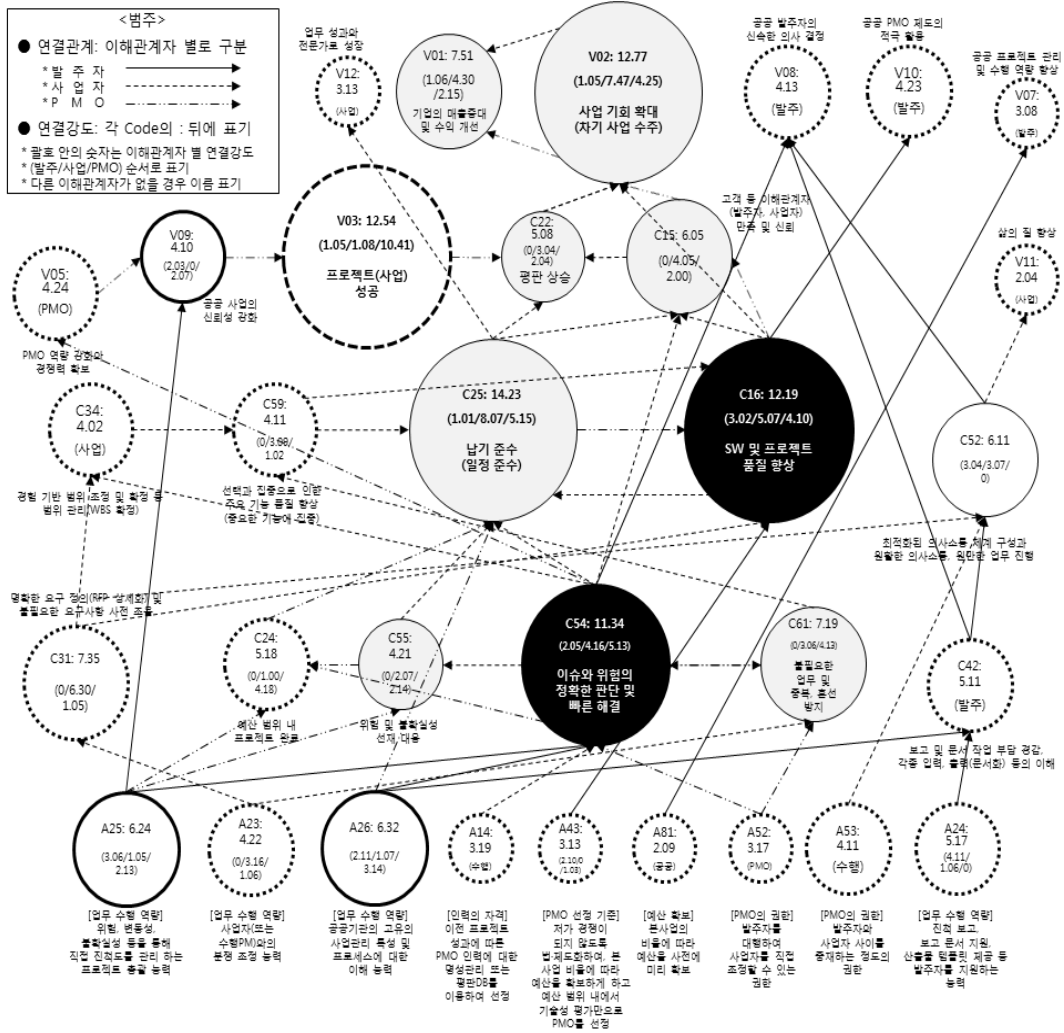 <범주>
● 연결관계: 이해관계자 별로 구분
* 발 주 자
* 사 업 자
* P M O
● 연결강도: 각 Code의 : 뒤에 표기
* 괄호 안의 숫자는 이해관계자 별 연결강도
* (발주/사업/PMO) 순서로 표기
* 다른 이해관계자가 없을 경우 이름 표기
업무 성과와
전문가로 성장
V12:
3.13
(사업)
V01: 7.51
(1.06/4.30
/2.15)
기업의 매출증대
및 수익 개선
V02: 12.77
(1.05/7.47/4.25)
사업 기회 확대
(차기 사업 수주)
공공 발주자의
신속한 의사 결정
V08:
4.13
(발주)
공공 PMO 제도의
적극 활용
V10:
4.23
(발주)
공공 프로젝트 관리
및 수행 역량 향상
V07:
3.08
(발주)
V05:
4.24
(PMO)
PMO 역량 강화와
경쟁력 확보
V09:
4.10
(2.03/0/
2.07)
공공 사업의
신뢰성 강화
V03: 12.54
(1.05/1.08/10.41)
프로젝트(사업)
성공
C22:
5.08
(0/3.04/
2.04)
평판 상승
C15: 6.05
(0/4.05/
2.00)
고객 등 이해관계자
(발주자, 사업자)
만족 및 신뢰
삶의 질 향상
V11:
2.04
(사업)
C34:
4.02
(사업)
경험 기반 범위 조정 및 확정 등
범위 관리(WBS 확정)
C59:
4.11
(0/3.08/
1.02
선택과 집중으로 인한
주요 기능 품질 향상
(중요한 기능에 집중)
C25: 14.23
(1.01/8.07/5.15)
납기 준수
(일정 준수)
C16: 12.19
(3.02/5.07/4.10)
SW 및 프로젝트
품질 향상
C52: 6.11
(3.04/3.07/
0)
최적화된 의사소통 체계 구성과
원활한 의사소통, 원만한 업무 진행
명확한 요구 정의(RFP 상세화) 및
불필요한 요구사항 사전 조율
C31: 7.35
(0/6.30/
1.05)
C24:
5.18
(0/1.00/
4.18)
예산 범위 내
프로젝트 완료
C55:
4.21
(0/2.07/
2.14)
위험 및 불확실성
선재 대응
C54: 11.34
(2.05/4.16/5.13)
이슈와 위험의
정확한 판단 및
빠른 해결
C61: 7.19
(0/3.06/4.13)
불필요한
업무 및
중복, 혼선
방지
C42:
5.11
(발주)
보고 및 문서 작업 부담 경감,
각종 입력, 출력(문서화) 등의 이해
A25: 6.24
(3.06/1.05/
2.13)
[업무 수행 역량]
위험, 변동성,
불확실성 등을 통해
직접 진척도를 관리 하는
프로젝트 총괄 능력
A23:
4.22
(0/3.16/
1.06)
[업무 수행 역량]
사업자(또는
수행PM)와의
분쟁 조정 능력
A26: 6.32
(2.11/1.07/
3.14)
[업무 수행 역량]
공공기관의 고유의
사업관리 특성 및
프로세스에 대한
이해 능력
A14:
3.19
(수행)
[인력의 자격]
이전 프로젝트
성과에 따른
PMO 인력에 대한
명성관리 또는
평판DB를
이용하여 선정
A43:
3.13
(2.10/0
/1.03)
[PMO 선정 기준]
저가 경쟁이
되지 않도록
법·제도화하여, 본
사업 비율에 따라
예산을 확보하게 하고
예산 범위 내에서
기술성 평가만으로
PMO를 선정
A81:
2.09
(공공)
[예산 확보]
본사업의
비율에 따라
예산을 사전에
미리 확보
A52:
3.17
(PMO)
[PMO의 권한]
발주자를
대행하여
사업자를 직접
조정할 수 있는
권한
A53:
4.11
(수행)
[PMO의 권한]
발주자와
사업자 사이를
중재하는 정도의
권한
A24:
5.17
(4.11/
1.06/0)
[업무 수행 역량]
진척 보고,
보고 문서 지원,
산출물 템플릿 제공 등
발주자를 지원하는
능력